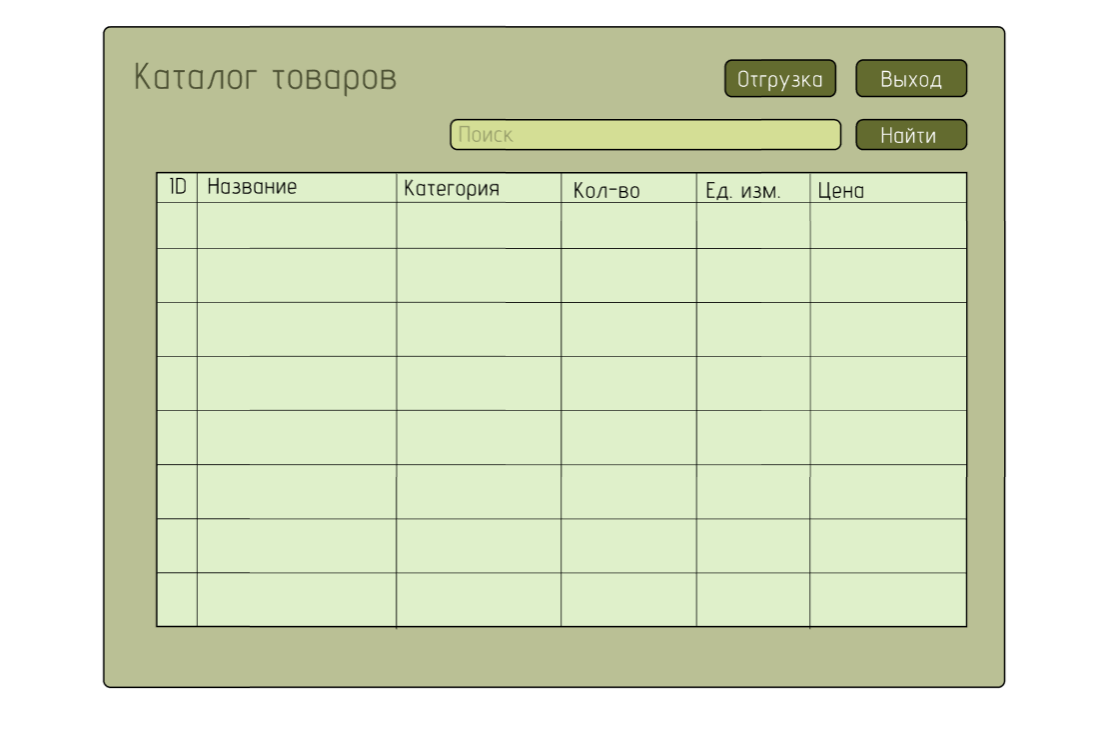 Каталог товаров
Отгрузка
Выход
Поиск
Найти
ID
Название
Категория
Кол-во
Ед. изм.
Цена